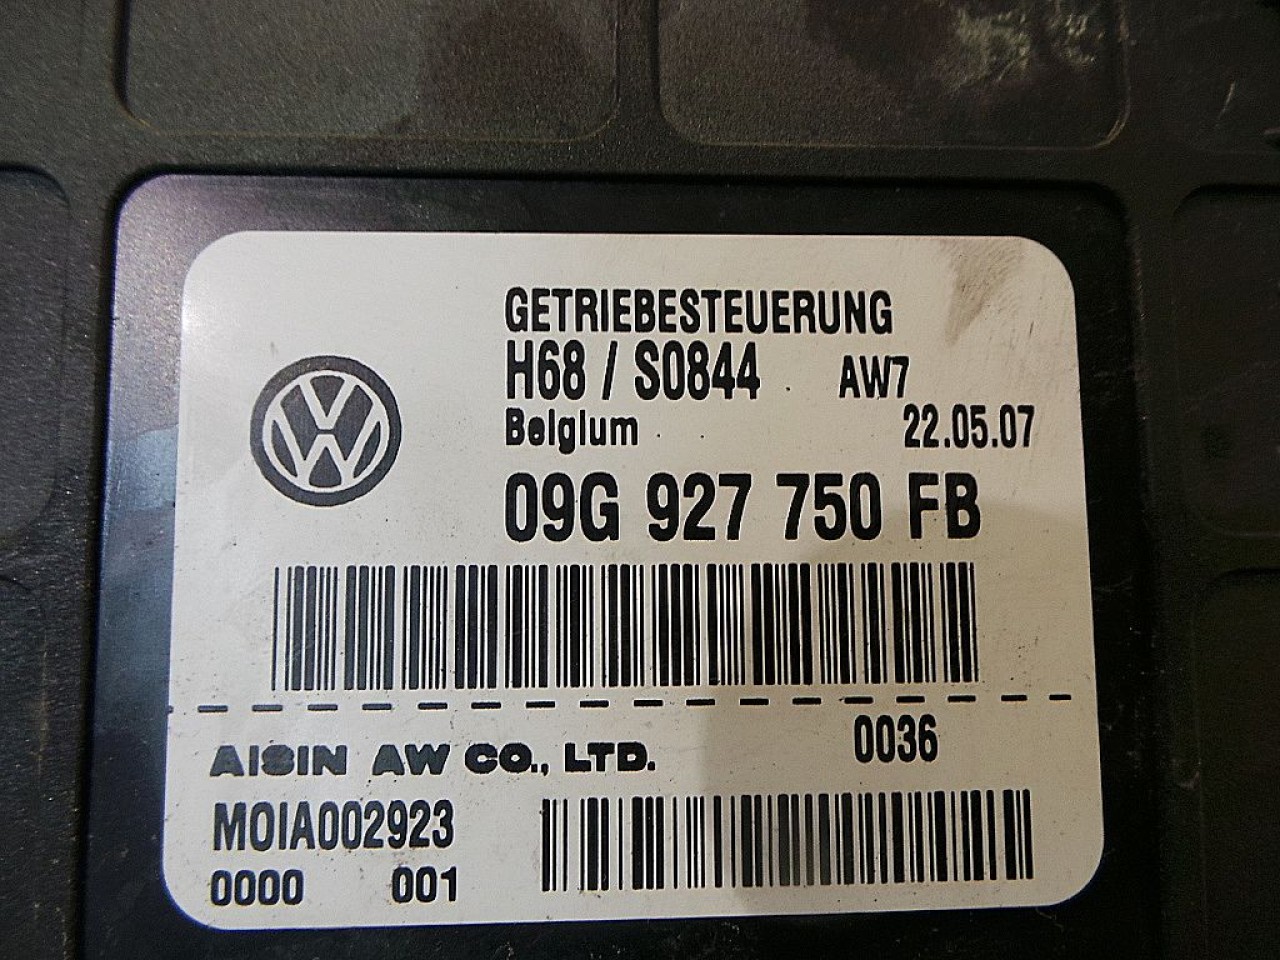 GETRIEBESTEUERUNG
H68 / S0844 AW7
Belgium 22.05.07
09G 927 750 FB
0036
AISIN AW CO., LTD.
MOIA002923
0000 001